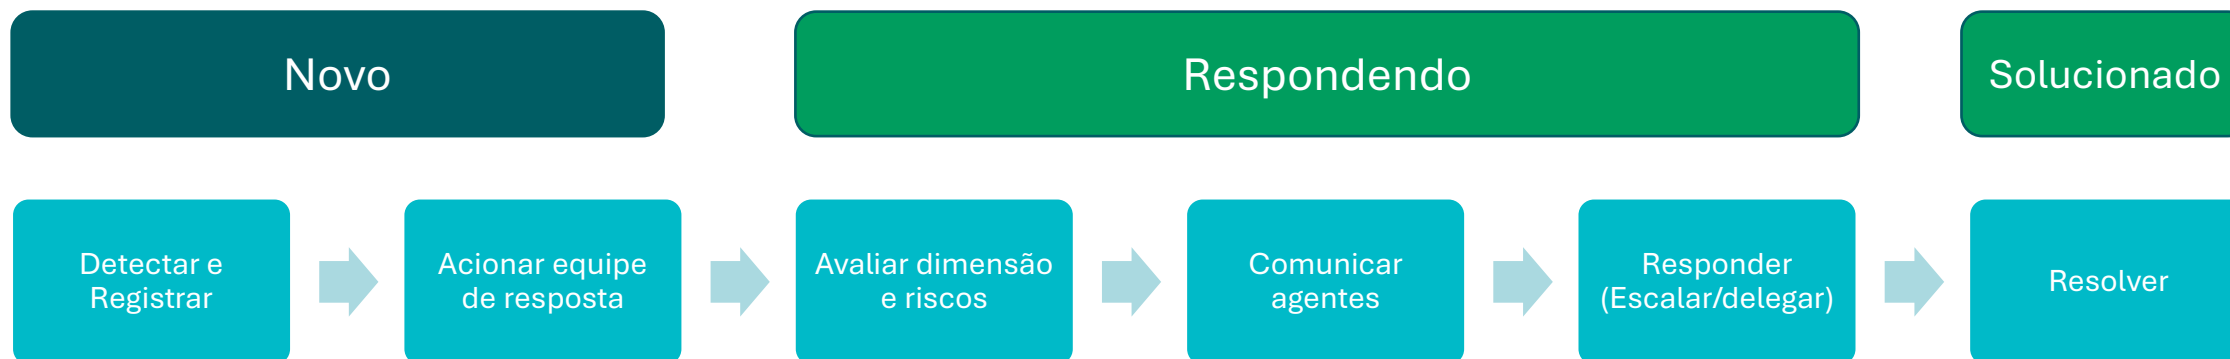 Novo
Respondendo
Solucionado
Detectar e
Registrar
Acionar equipe
de resposta
Avaliar dimensão
e riscos
Comunicar
agentes
Responder
(Escalar/delegar)
Resolver